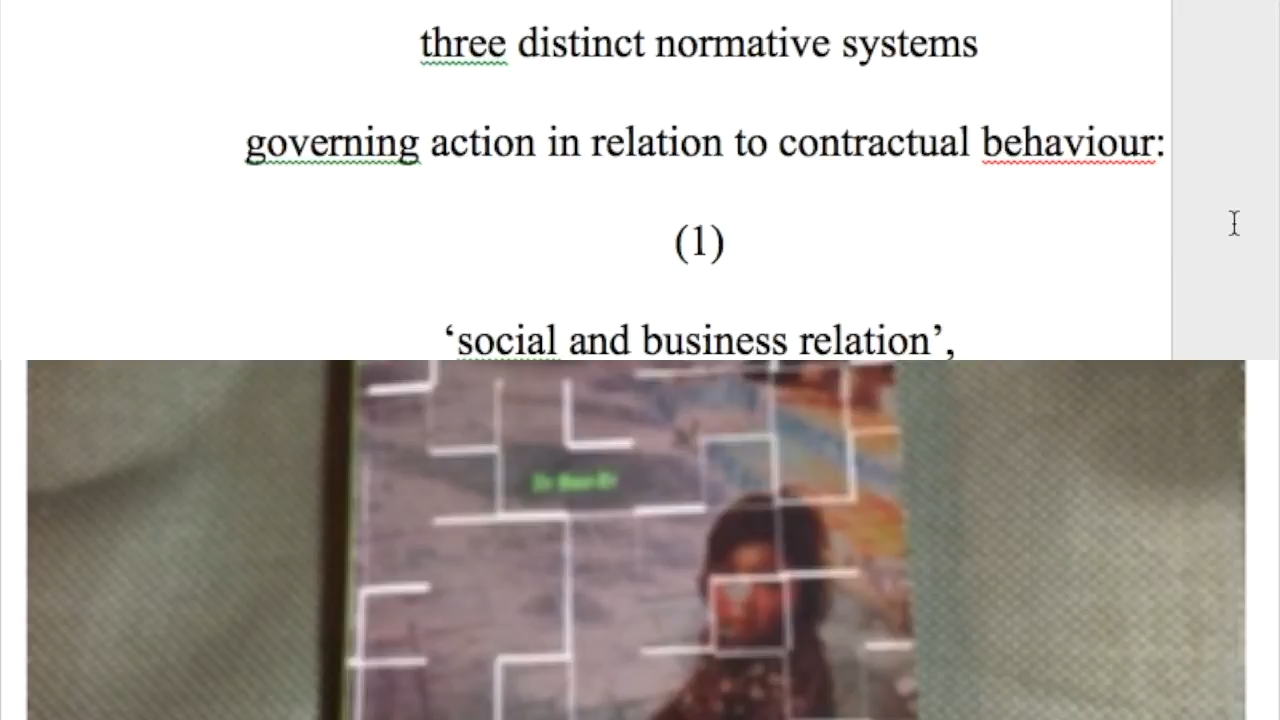 three distinct normative systems
governing action in relation to contractual behaviour:
(1)
‘social and business relation’,